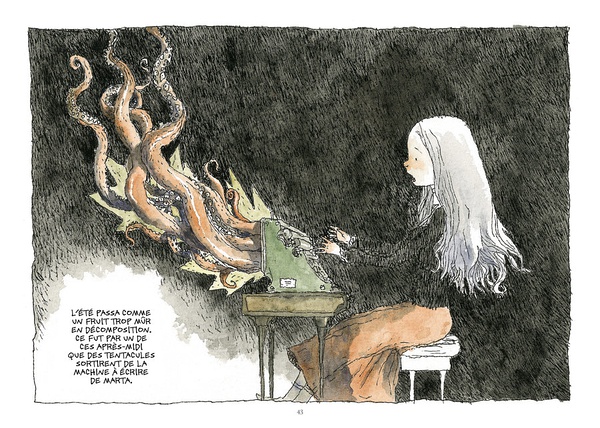 L'ÉTÉ PASSA COMME
UN FRUIT TROP MÛR
EN DÉCOMPOSITION.
CE FUT PAR UN DE
CES APRÈS-MIDI
QUE DES TENTACULES
SORTIRENT DE LA
MACHINE À ÉCRIRE
DE MARTA.
43